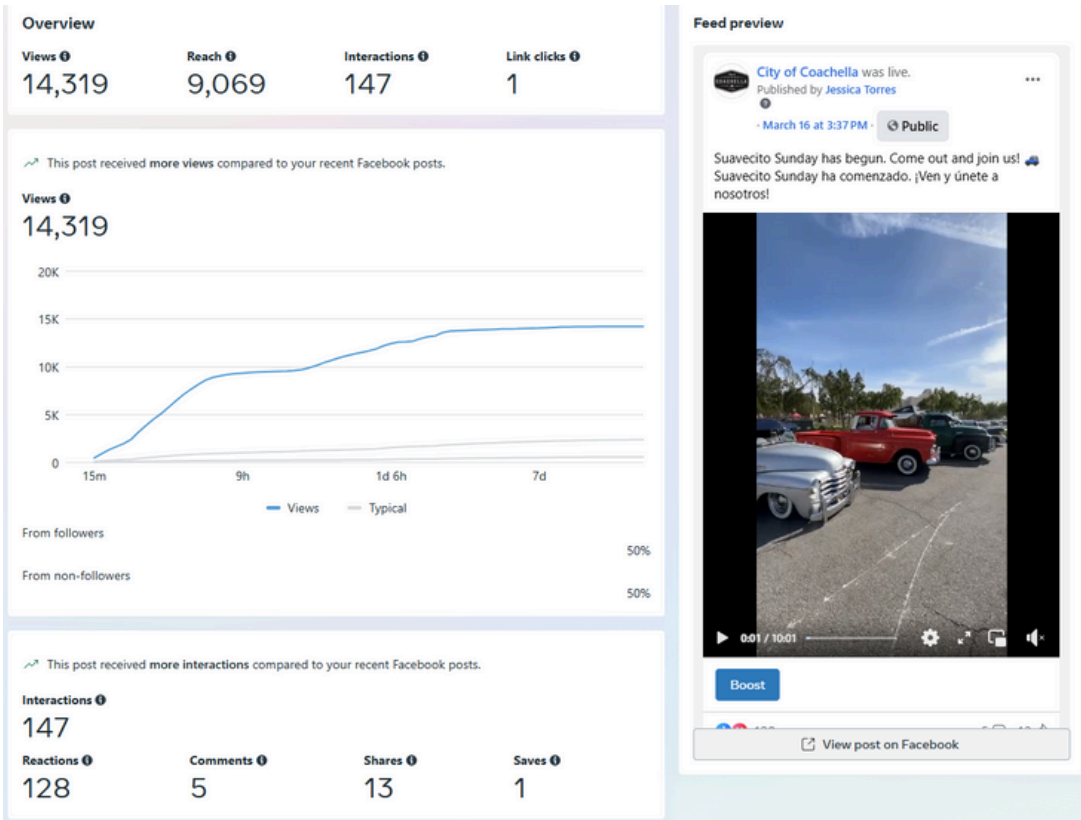 Overview
Views Reach Interactions Link clicks
14,319 9,069 147 1
This post received more views compared to your recent Facebook posts.
Views
14,319
20K
15K
10K
5K
0
15m 9h 1d 6h 7d
Views Typical
From followers
50%
From non-followers
50%
This post received more interactions compared to your recent Facebook posts.
Interactions
147
Reactions Comments Shares Saves
128 5 13 1
Feed preview
COACHELLA
City of Coachella was live.
Published by Jessica Torres
· March 16 at 3:37 PM · Public
Suavecito Sunday has begun. Come out and join us!
Suavecito Sunday ha comenzado. ¡Ven y únete a
nosotros!
0:01 / 10:01
Boost
View post on Facebook